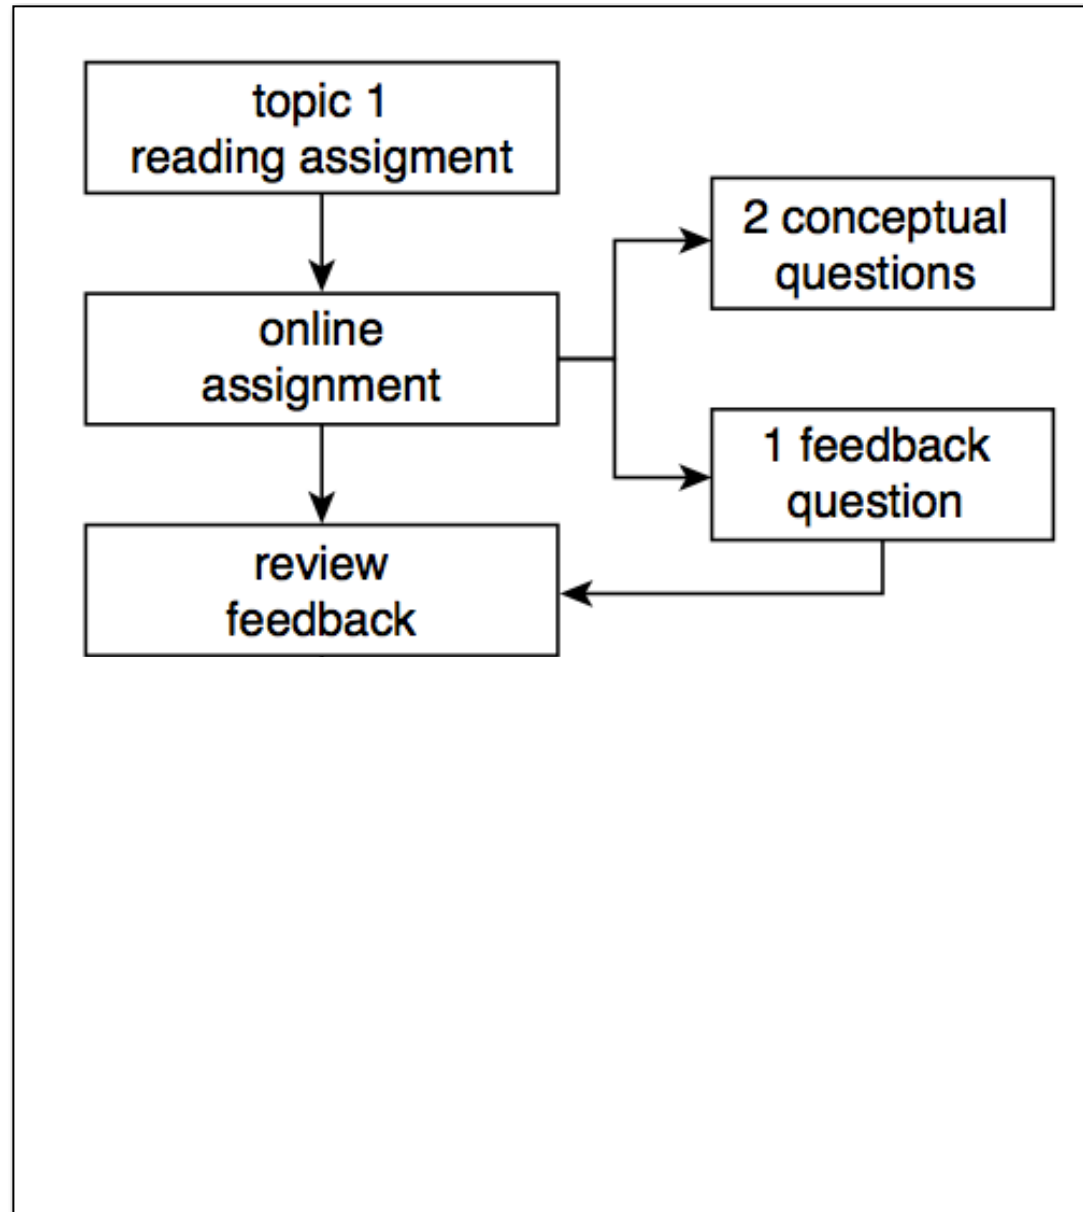 topic 1
reading assigment
2 conceptual
questions
online
assignment
1 feedback
question
review
feedback